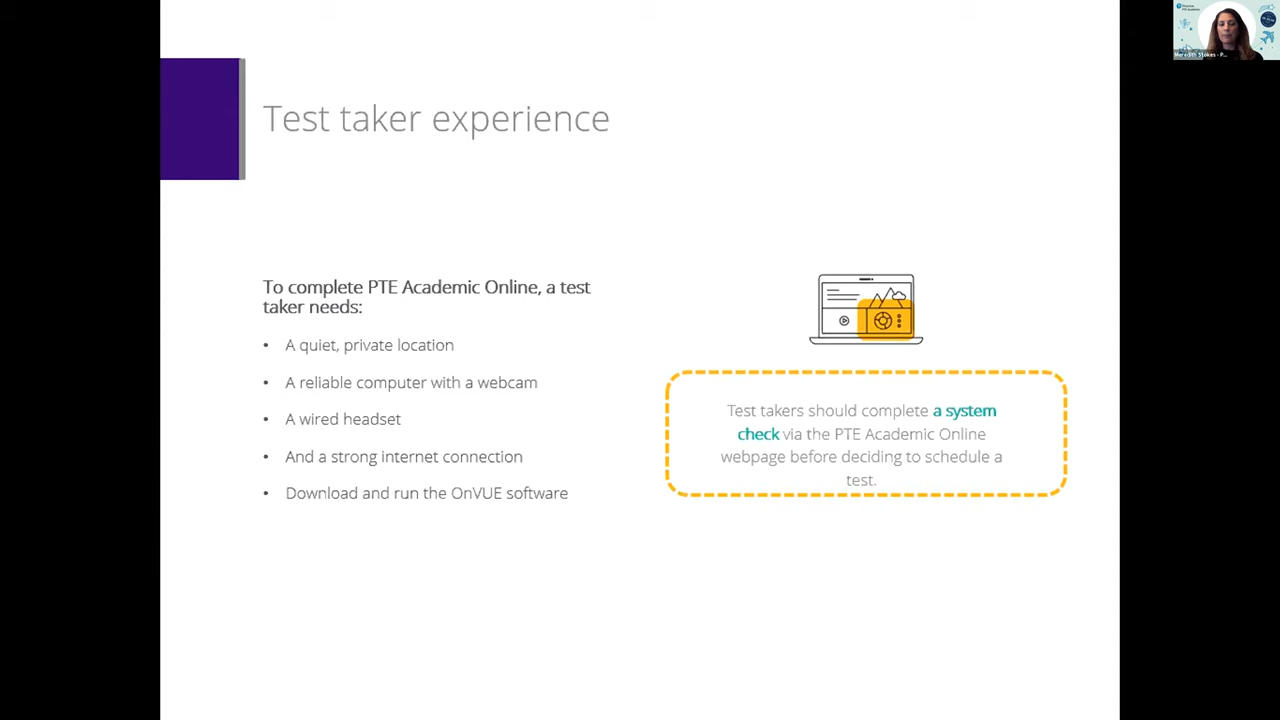 Test taker experience
To complete PTE Academic Online, a test
taker needs:
• A quiet, private location
• A reliable computer with a webcam
• A wired headset
• And a strong internet connection
• Download and run the OnVUE software
Test takers should complete a system
check via the PTE Academic Online
webpage before deciding to schedule a
test.
Meredith Stokes - P...